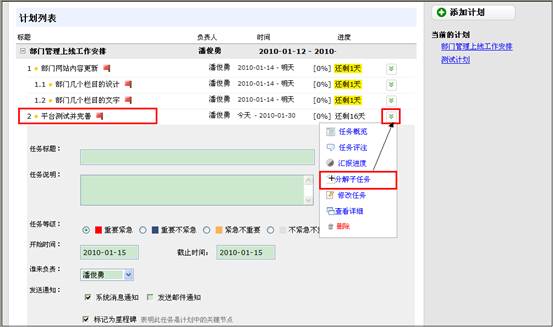 计划列表
添加计划
标题 负责人 时间 进度
当前的计划
部门管理上线工作安排 潘俊勇 2010-01-12 - 2010-
部门管理上线工作安排
测试计划
1 部门网站内容更新 潘俊勇 2010-01-14 - 明天 [0%] 还剩1天
1.1 部门几个栏目的设计 潘俊勇 2010-01-14 - 明天 [0%] 还剩1天
1.2 部门几个栏目的文字 潘俊勇 2010-01-14 - 明天 [0%] 还剩1天
2 平台测试并完善 潘俊勇 今天 - 2010-01-30 [0%] 还剩16天
任务概览
任务评注
汇报进度
分解子任务
修改任务
查看详细
删除
任务标题：
任务说明：
任务等级： 重要紧急 重要不紧急 紧急不重要 不紧急不
开始时间： 2010-01-15 截止时间： 2010-01-15
谁来负责： 潘俊勇
发送通知：
系统消息通知 发送邮件通知
标记为里程碑 表明此任务是计划中的关键节点